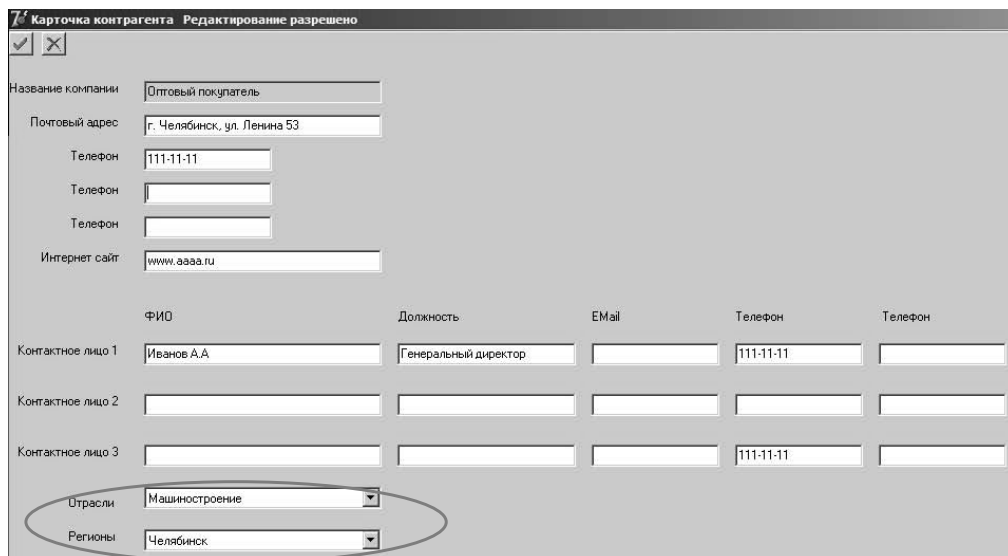 Карточка контрагента Редактирование разрешено
Название компании Оптовый покупатель
Почтовый адрес г. Челябинск, ул. Ленина 53
Телефон 111-11-11
Телефон
Телефон
Интернет сайт www.aaaa.ru
ФИО Должность EMail Телефон Телефон
Контактное лицо 1 Иванов А.А Генеральный директор 111-11-11
Контактное лицо 2
Контактное лицо 3 111-11-11
Отрасли Машиностроение
Регионы Челябинск